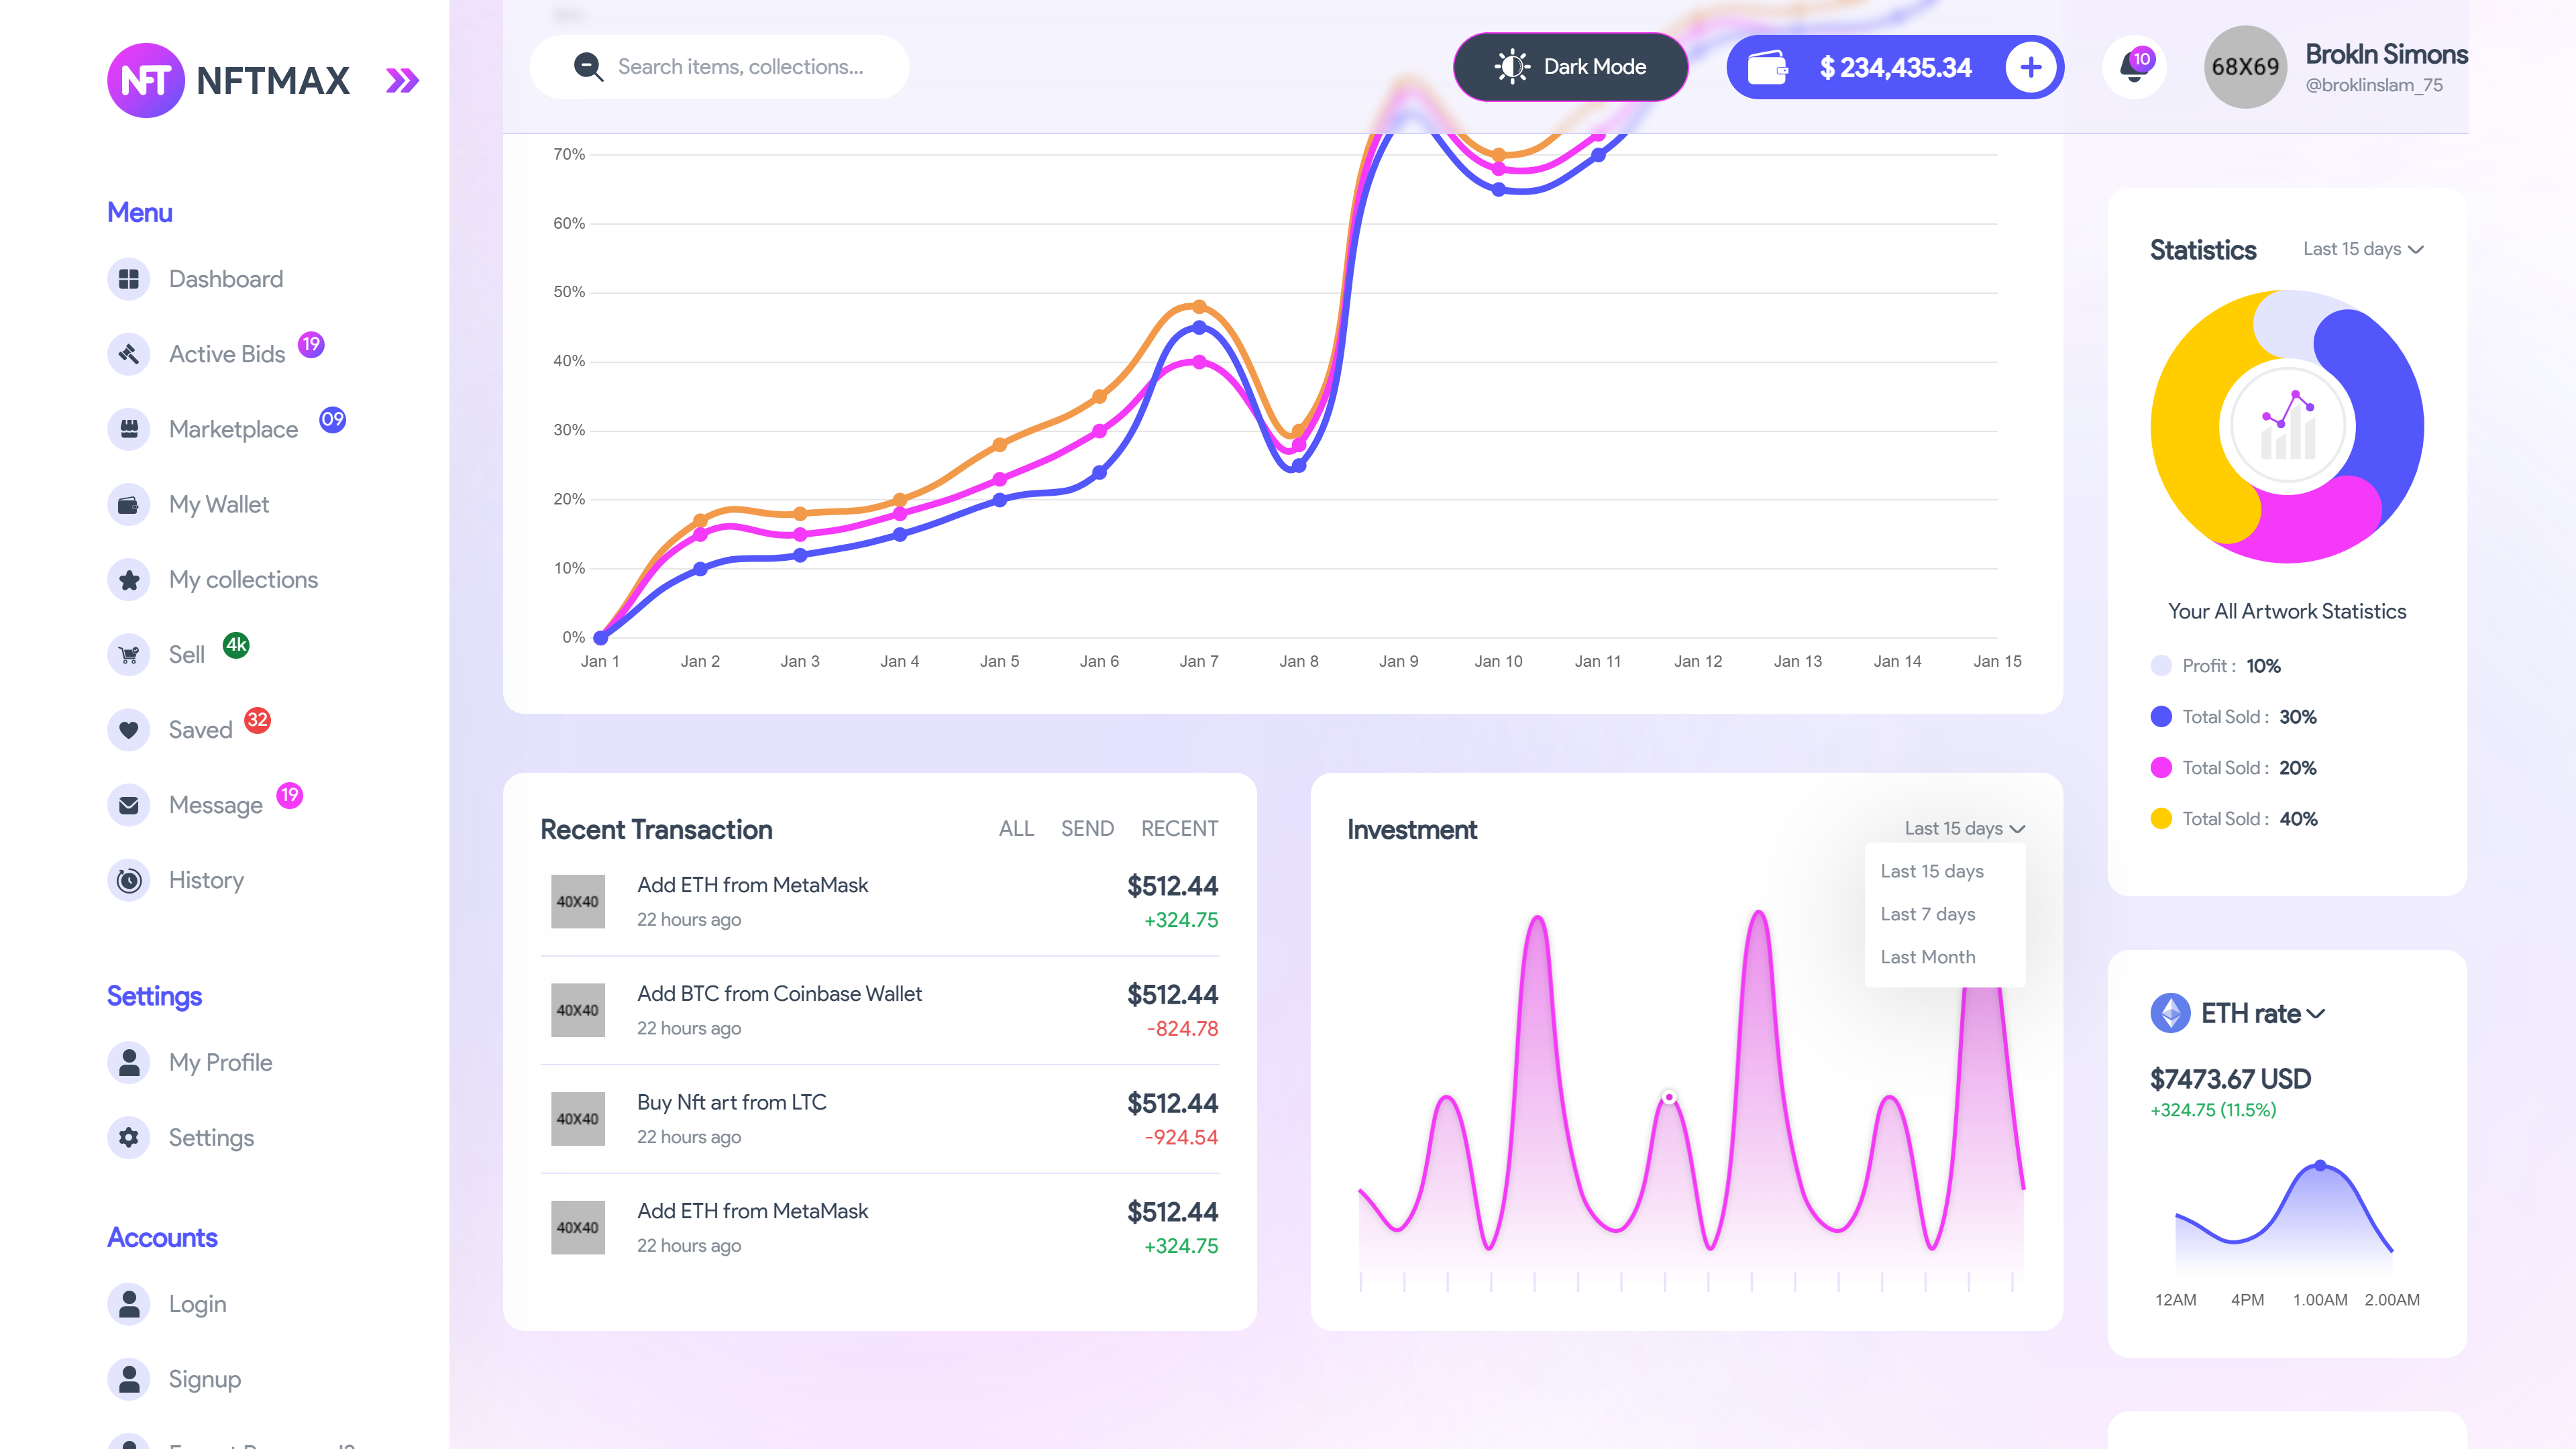 NFT NFTMAX
Menu
Dashboard
Active Bids 19
Marketplace 09
My Wallet
My collections
Sell 4k
Saved 32
Message 19
History
Settings
My Profile
Settings
Accounts
Login
Signup
Search items, collections...
Dark Mode
$ 234,435.34
10
68X69
Brokln Simons
@broklinslam_75
70%
60%
50%
40%
30%
20%
10%
0%
Jan 1 Jan 2 Jan 3 Jan 4 Jan 5 Jan 6 Jan 7 Jan 8 Jan 9 Jan 10 Jan 11 Jan 12 Jan 13 Jan 14 Jan 15
Recent Transaction ALL SEND RECENT
40X40 Add ETH from MetaMask $512.44
22 hours ago +324.75
40X40 Add BTC from Coinbase Wallet $512.44
22 hours ago -824.78
40X40 Buy Nft art from LTC $512.44
22 hours ago -924.54
40X40 Add ETH from MetaMask $512.44
22 hours ago +324.75
Investment Last 15 days
Last 15 days
Last 7 days
Last Month
Statistics Last 15 days
Your All Artwork Statistics
Profit : 10%
Total Sold : 30%
Total Sold : 20%
Total Sold : 40%
ETH rate
$7473.67 USD
+324.75 (11.5%)
12AM 4PM 1.00AM 2.00AM